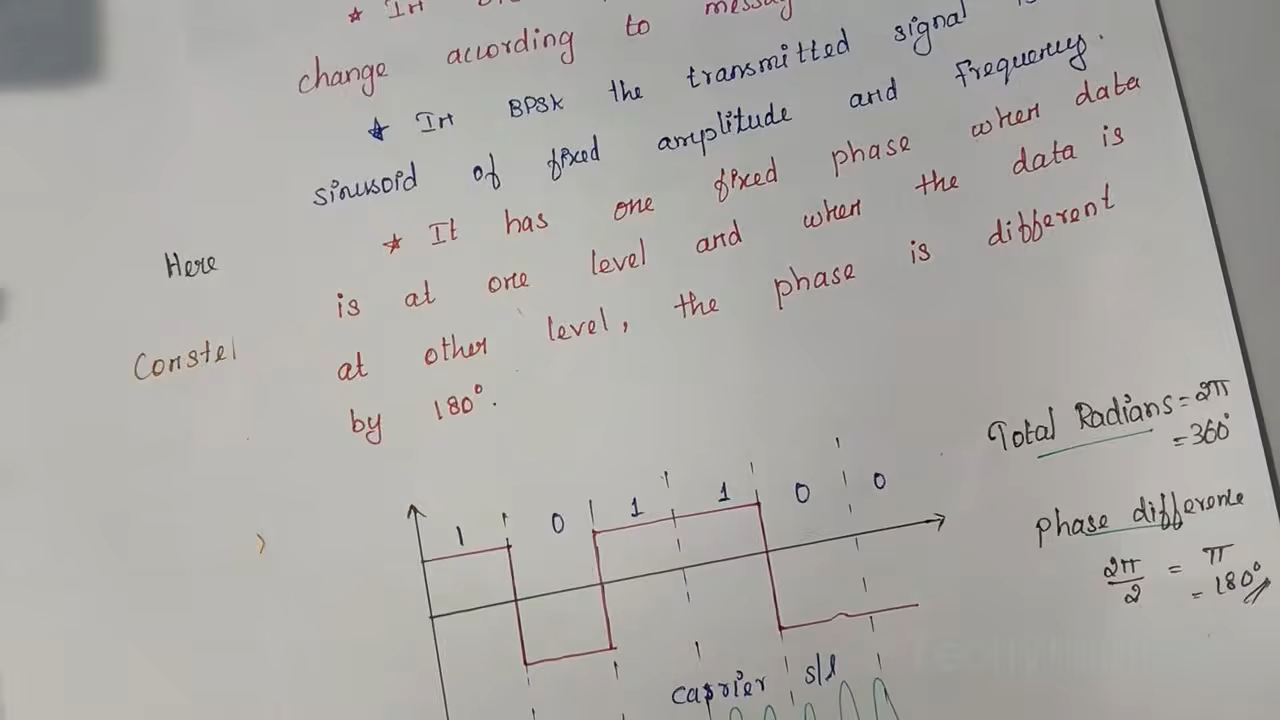 * In
change according to messag
* In BPSK the transmitted signal
sinusoid of fixed amplitude and frequency.
* It has one fixed phase when data
is at one level and when the data is
at other level, the phase is different
by 180°.
Here
Constel
Total Radians = 2π
= 360°
Phase difference
2π/2 = π
= 180°
1 0 1 1 0 0
carrier s/l